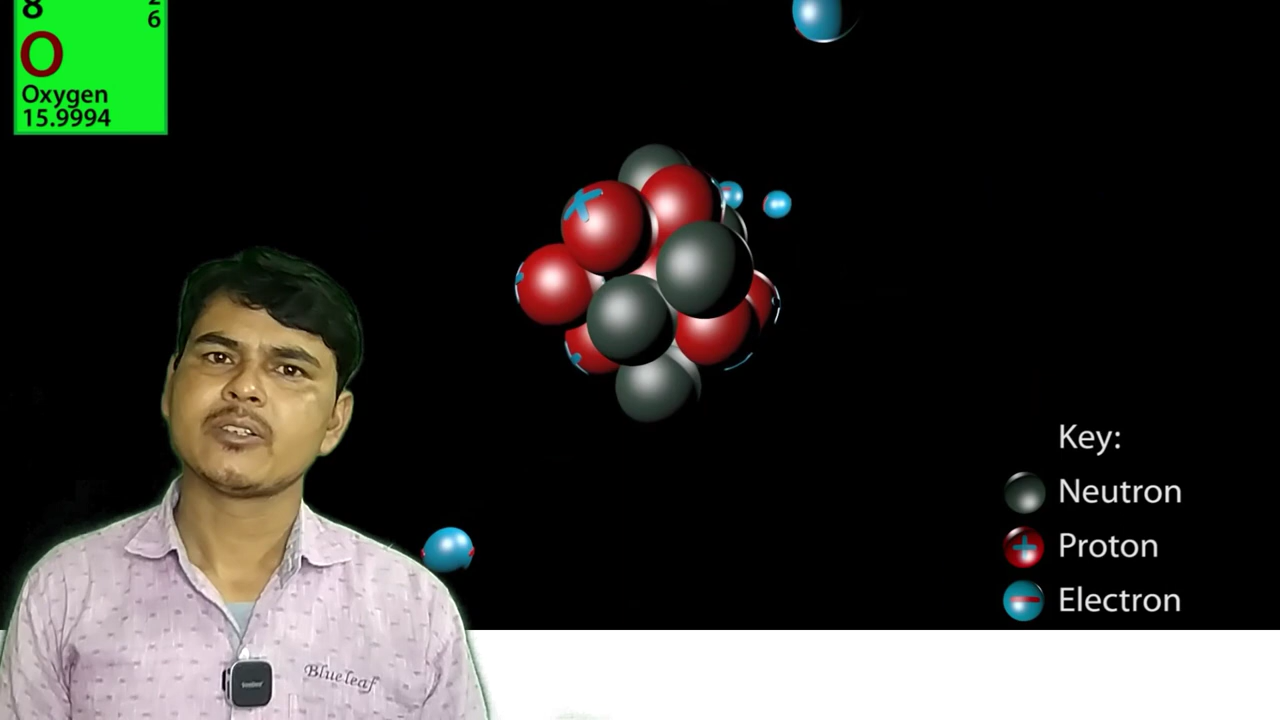 8
2
6
O
Oxygen
15.9994
Key:
Neutron
Proton
Electron
Blueleaf